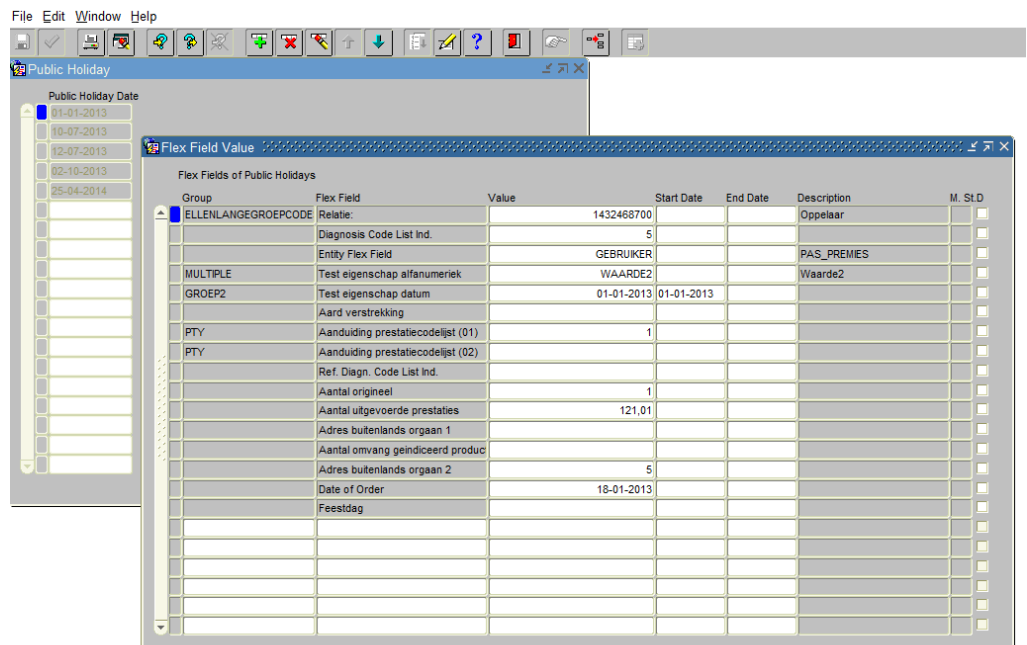 File Edit Window Help
Public Holiday
Public Holiday Date
01-01-2013
10-07-2013
12-07-2013
02-10-2013
25-04-2014
Flex Field Value
Flex Fields of Public Holidays
Group Flex Field Value Start Date End Date Description M. St.D
ELLENLANGEGROEPCODE Relatie: 1432468700 Oppelaar
Diagnosis Code List Ind. 5
Entity Flex Field GEBRUIKER PAS_PREMIES
MULTIPLE Test eigenschap alfanumeriek WAARDE2 Waarde2
GROEP2 Test eigenschap datum 01-01-2013 01-01-2013
Aard verstrekking
PTY Aanduiding prestatiecodelijst (01) 1
PTY Aanduiding prestatiecodelijst (02)
Ref. Diagn. Code List Ind.
Aantal origineel 1
Aantal uitgevoerde prestaties 121,01
Adres buitenlands orgaan 1
Aantal omvang geindiceerd produc
Adres buitenlands orgaan 2 5
Date of Order 18-01-2013
Feestdag